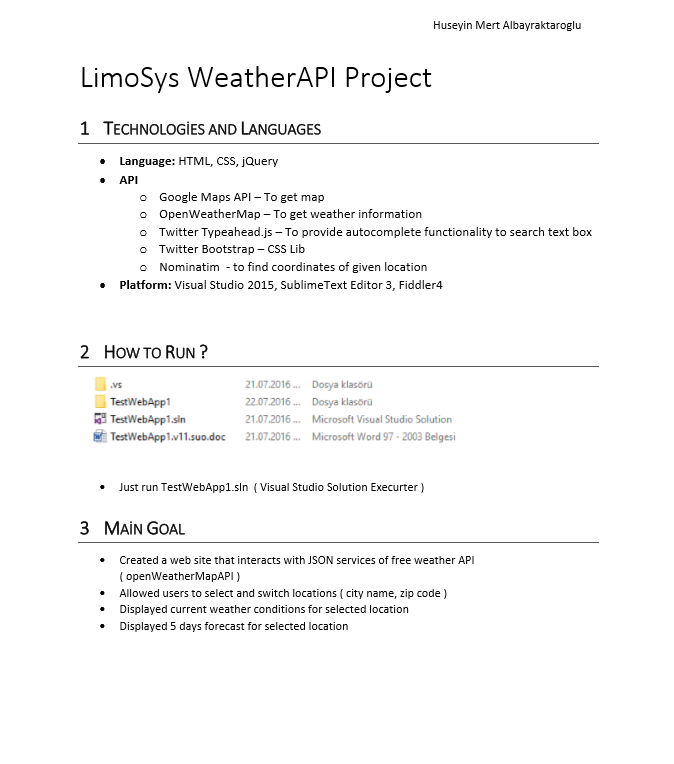 Huseyin Mert Albayraktaroglu
LimoSys WeatherAPI Project
1 TECHNOLOGİES AND LANGUAGES
• Language: HTML, CSS, jQuery
• API
o Google Maps API – To get map
o OpenWeatherMap – To get weather information
o Twitter Typeahead.js – To provide autocomplete functionality to search text box
o Twitter Bootstrap – CSS Lib
o Nominatim - to find coordinates of given location
• Platform: Visual Studio 2015, SublimeText Editor 3, Fiddler4
2 HOW TO RUN ?
.vs 21.07.2016 ... Dosya klasörü
TestWebApp1 22.07.2016 ... Dosya klasörü
TestWebApp1.sln 21.07.2016 ... Microsoft Visual Studio Solution
TestWebApp1.v11.suo.doc 21.07.2016 ... Microsoft Word 97 - 2003 Belgesi
• Just run TestWebApp1.sln ( Visual Studio Solution Execurter )
3 MAİN GOAL
• Created a web site that interacts with JSON services of free weather API
( openWeatherMapAPI )
• Allowed users to select and switch locations ( city name, zip code )
• Displayed current weather conditions for selected location
• Displayed 5 days forecast for selected location